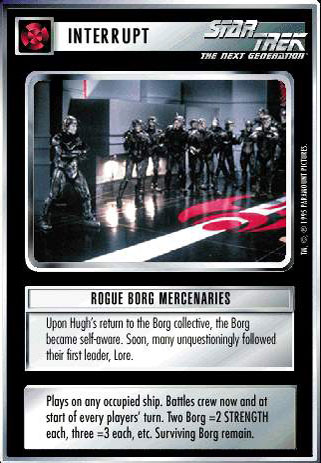 INTERRUPT
STAR TREK
THE NEXT GENERATION
TM, ©, ® 1995 PARAMOUNT PICTURES.
ROGUE BORG MERCENARIES
Upon Hugh's return to the Borg collective, the Borg
became self-aware. Soon, many unquestioningly followed
their first leader, Lore.
Plays on any occupied ship. Battles crew now and at
start of every players' turn. Two Borg =2 STRENGTH
each, three =3 each, etc. Surviving Borg remain.